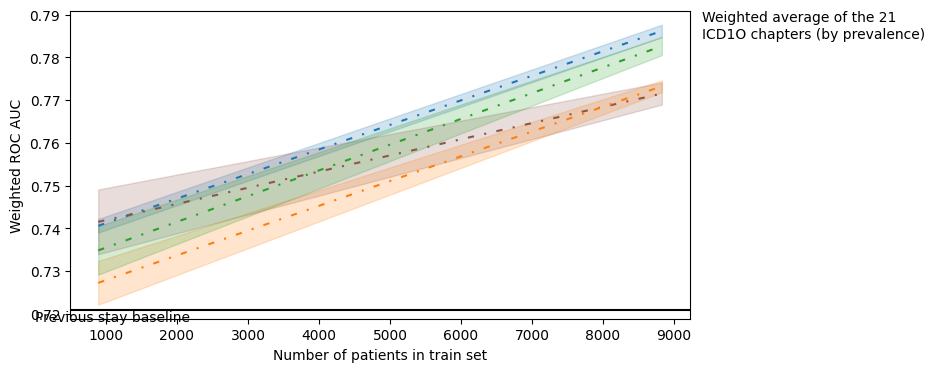 0.79
Weighted average of the 21
ICD1O chapters (by prevalence)
0.78
0.77
0.76
0.75
0.74
0.73
0.72
Weighted ROC AUC
Previous stay baseline
1000 2000 3000 4000 5000 6000 7000 8000 9000
Number of patients in train set